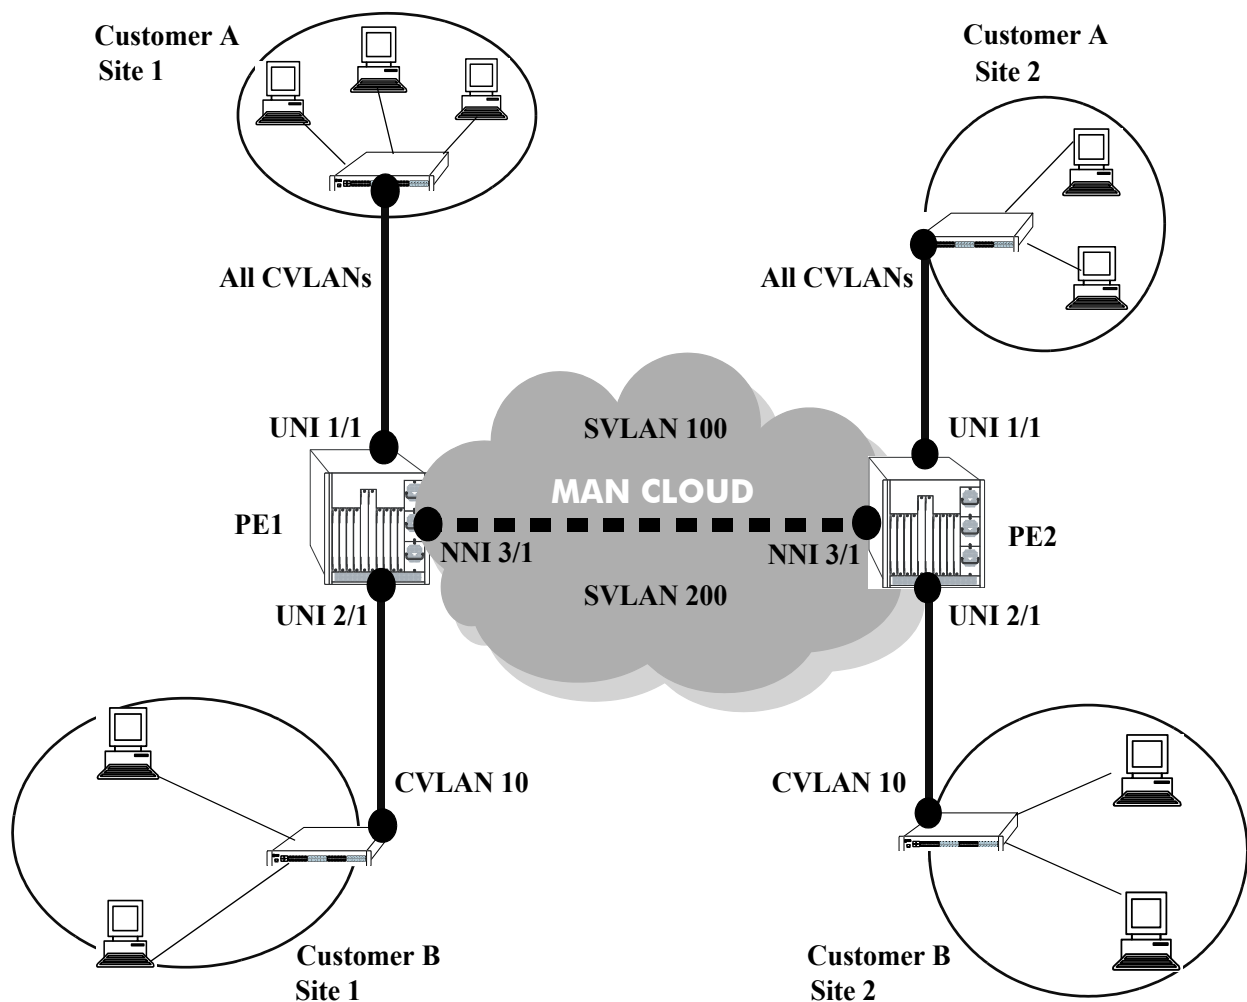 Customer A
Site 1
Customer A
Site 2
All CVLANs
All CVLANs
UNI 1/1
SVLAN 100
UNI 1/1
MAN CLOUD
PE1
NNI 3/1
NNI 3/1
PE2
UNI 2/1
SVLAN 200
UNI 2/1
CVLAN 10
CVLAN 10
Customer B
Site 1
Customer B
Site 2